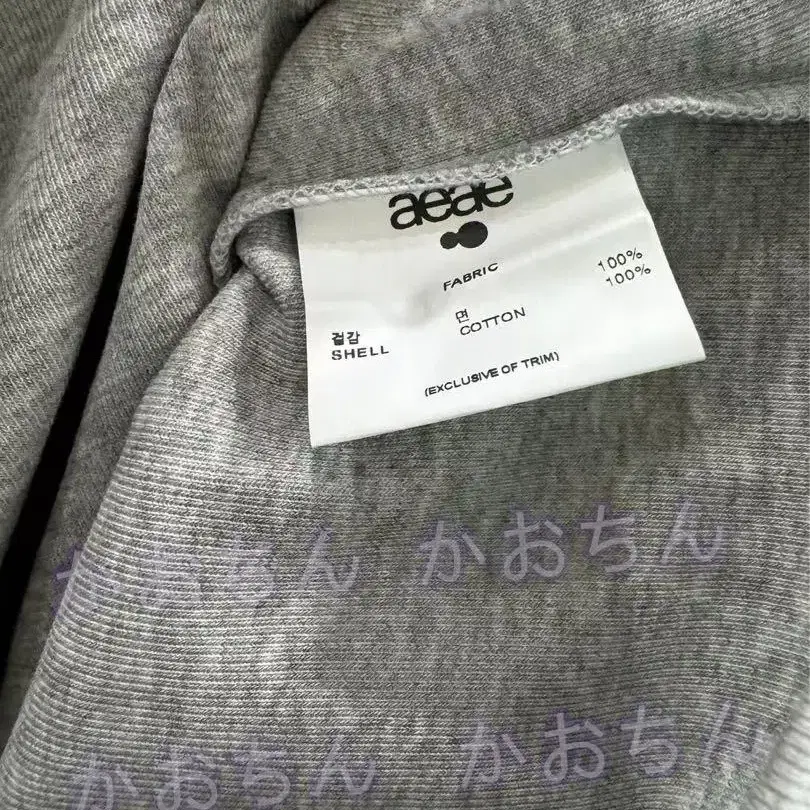 aeae
FABRIC
겉감 면 100%
SHELL COTTON 100%
(EXCLUSIVE OF TRIM)
かおちん かおちん
かおちん かおちん